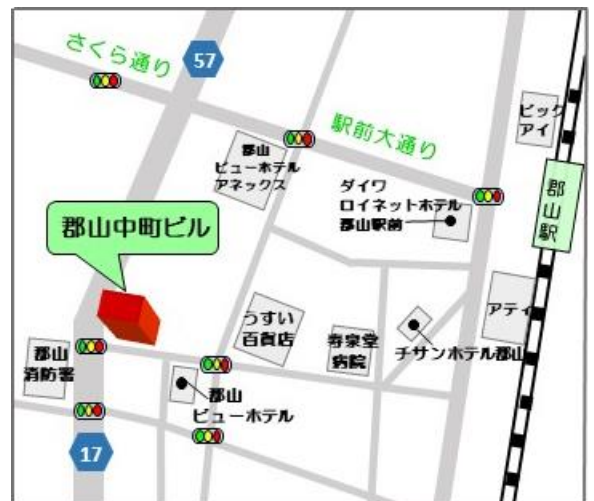 さくら通り
57
駅前大通り
ビック
アイ
郡山
ビューホテル
アネックス
ダイワ
ロイネットホテル
郡山駅前
郡山駅
郡山中町ビル
アティ
うすい
百貨店
寿泉堂
病院
チサンホテル郡山
郡山
消防署
郡山
ビューホテル
17